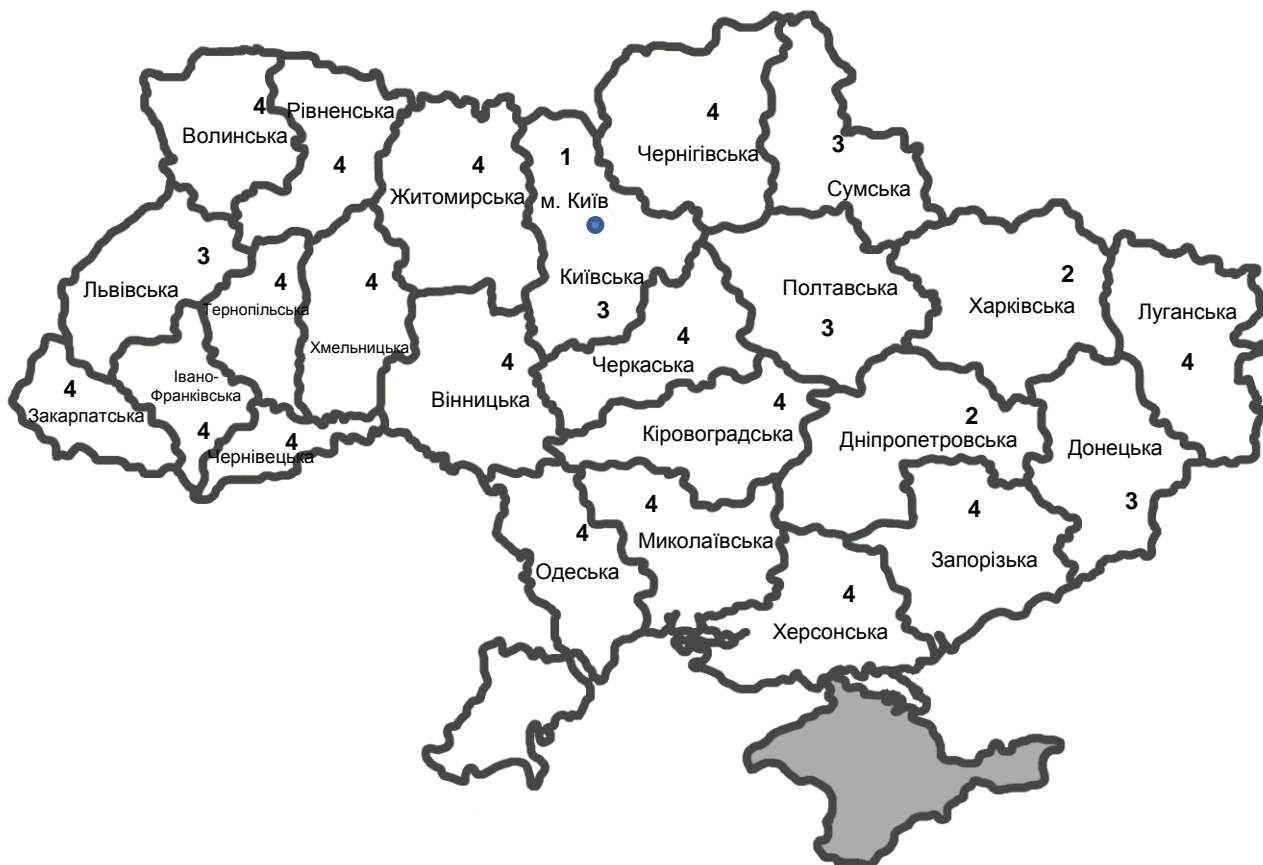 4
Волинська
Рівненська
4
4
Житомирська
1
м. Київ
4
Чернігівська
3
Сумська
3
Львівська
4
Тернопільська
4
Хмельницька
Київська
3
Полтавська
3
2
Харківська
Луганська
4
4
Закарпатська
Івано-
Франківська
4
4
Чернівецька
4
Вінницька
4
Черкаська
4
Кіровоградська
2
Дніпропетровська
Донецька
3
4
Одеська
4
Миколаївська
4
Запорізька
4
Херсонська